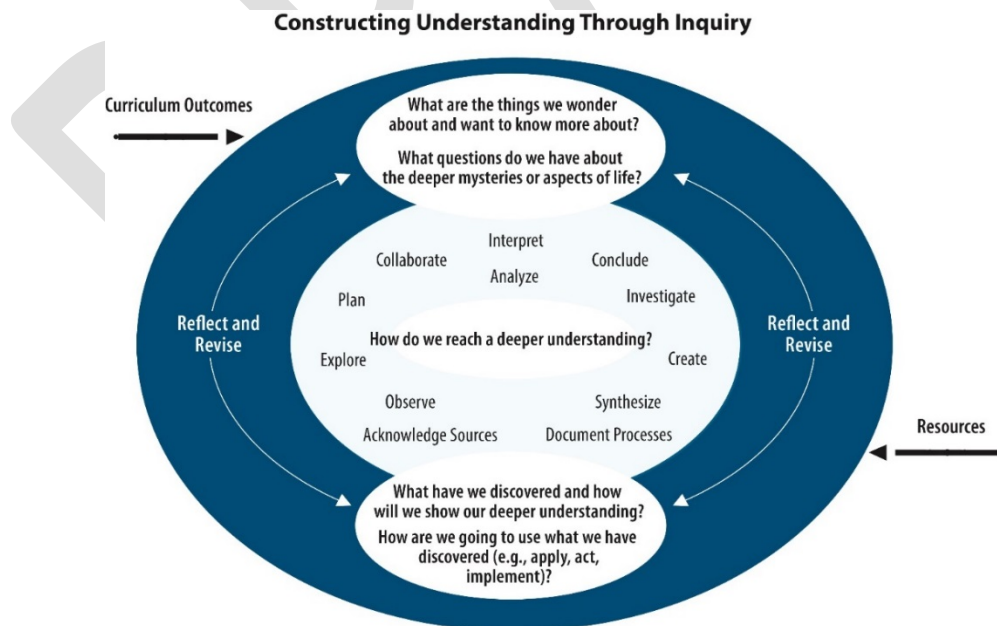 Constructing Understanding Through Inquiry
Curriculum Outcomes
What are the things we wonder
about and want to know more about?
What questions do we have about
the deeper mysteries or aspects of life?
Interpret
Collaborate
Conclude
Analyze
Plan
Investigate
Reflect and
Revise
How do we reach a deeper understanding?
Reflect and
Revise
Explore
Create
Observe
Synthesize
Acknowledge Sources
Document Processes
Resources
What have we discovered and how
will we show our deeper understanding?
How are we going to use what we have
discovered (e.g., apply, act,
implement)?